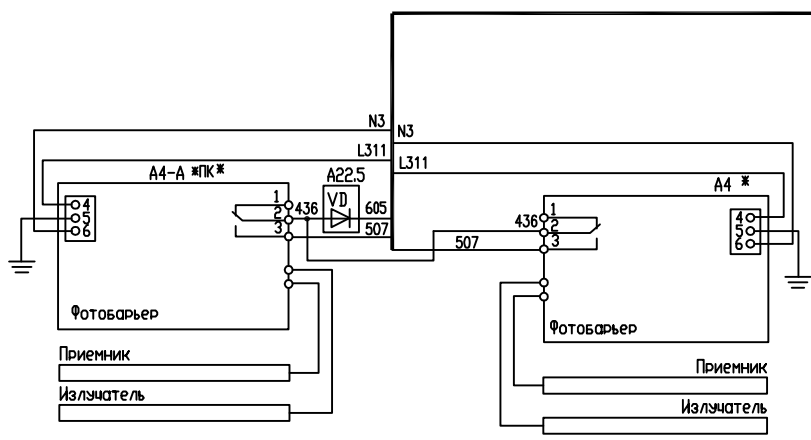 N3
N3
L311
L311
A4-A *ПК*
A22.5
A4 *
VD
1
2
3
4
5
6
436
605
507
436
507
1
2
3
4
5
6
Фотобарьер
Фотобарьер
Приемник
Приемник
Излучатель
Излучатель